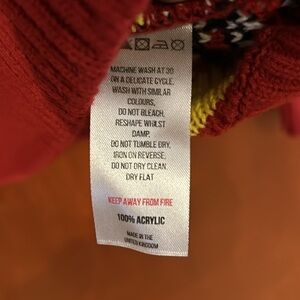 MACHINE WASH AT 30
ON A DELICATE CYCLE,
WASH WITH SIMILAR
COLOURS,
DO NOT BLEACH,
RESHAPE WHILST
DAMP,
DO NOT TUMBLE DRY,
IRON ON REVERSE,
DO NOT DRY CLEAN,
DRY FLAT
KEEP AWAY FROM FIRE
100% ACRYLIC
MADE IN THE
UNITED KINGDOM